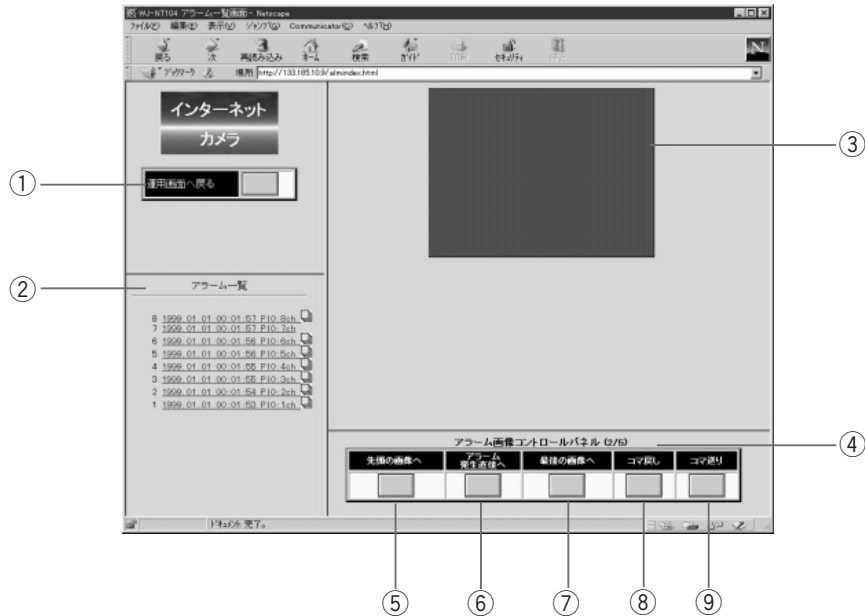 WJ-NT104 アラーム一覧画面 - Netscape
ファイル(F) 編集(E) 表示(V) ジャンプ(G) Communicator(C) ヘルプ(H)
戻る 次 再読み込み ホーム 検索 ガイド 印刷 セキュリティ 停止
ブックマーク 場所 http://133.185.10.9/almindex.html
インターネット
カメラ
③
①
運用画面へ戻る
②
アラーム一覧
8 1999.01.01 00:01:57 PIO:8ch
7 1999.01.01 00:01:57 PIO:7ch
6 1999.01.01 00:01:56 PIO:6ch
5 1999.01.01 00:01:56 PIO:5ch
4 1999.01.01 00:01:55 PIO:4ch
3 1999.01.01 00:01:55 PIO:3ch
2 1999.01.01 00:01:54 PIO:2ch
1 1999.01.01 00:01:53 PIO:1ch
アラーム画像コントロールパネル (2/5)
④
先頭の画像へ アラーム発生直後へ 最後の画像へ コマ戻し コマ送り
ドキュメント 完了。
⑤ ⑥ ⑦ ⑧ ⑨